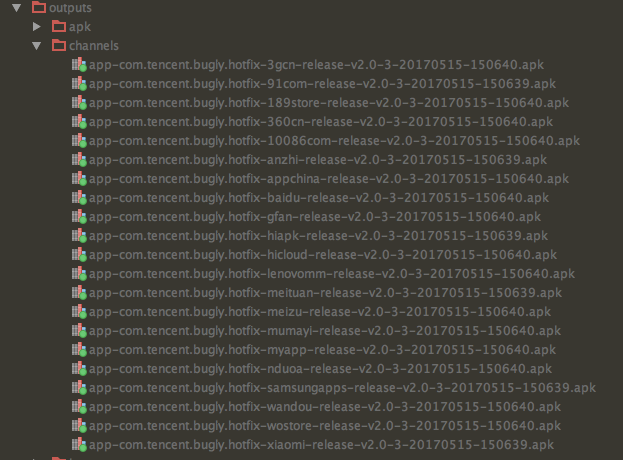 outputs
apk
channels
app-com.tencent.bugly.hotfix-3gcn-release-v2.0-3-20170515-150640.apk
app-com.tencent.bugly.hotfix-91com-release-v2.0-3-20170515-150639.apk
app-com.tencent.bugly.hotfix-189store-release-v2.0-3-20170515-150640.apk
app-com.tencent.bugly.hotfix-360cn-release-v2.0-3-20170515-150640.apk
app-com.tencent.bugly.hotfix-10086com-release-v2.0-3-20170515-150640.apk
app-com.tencent.bugly.hotfix-anzhi-release-v2.0-3-20170515-150639.apk
app-com.tencent.bugly.hotfix-appchina-release-v2.0-3-20170515-150640.apk
app-com.tencent.bugly.hotfix-baidu-release-v2.0-3-20170515-150640.apk
app-com.tencent.bugly.hotfix-gfan-release-v2.0-3-20170515-150640.apk
app-com.tencent.bugly.hotfix-hiapk-release-v2.0-3-20170515-150639.apk
app-com.tencent.bugly.hotfix-hicloud-release-v2.0-3-20170515-150640.apk
app-com.tencent.bugly.hotfix-lenovomm-release-v2.0-3-20170515-150640.apk
app-com.tencent.bugly.hotfix-meituan-release-v2.0-3-20170515-150639.apk
app-com.tencent.bugly.hotfix-meizu-release-v2.0-3-20170515-150640.apk
app-com.tencent.bugly.hotfix-mumayi-release-v2.0-3-20170515-150640.apk
app-com.tencent.bugly.hotfix-myapp-release-v2.0-3-20170515-150640.apk
app-com.tencent.bugly.hotfix-nduoa-release-v2.0-3-20170515-150640.apk
app-com.tencent.bugly.hotfix-samsungapps-release-v2.0-3-20170515-150639.apk
app-com.tencent.bugly.hotfix-wandou-release-v2.0-3-20170515-150640.apk
app-com.tencent.bugly.hotfix-wostore-release-v2.0-3-20170515-150640.apk
app-com.tencent.bugly.hotfix-xiaomi-release-v2.0-3-20170515-150639.apk